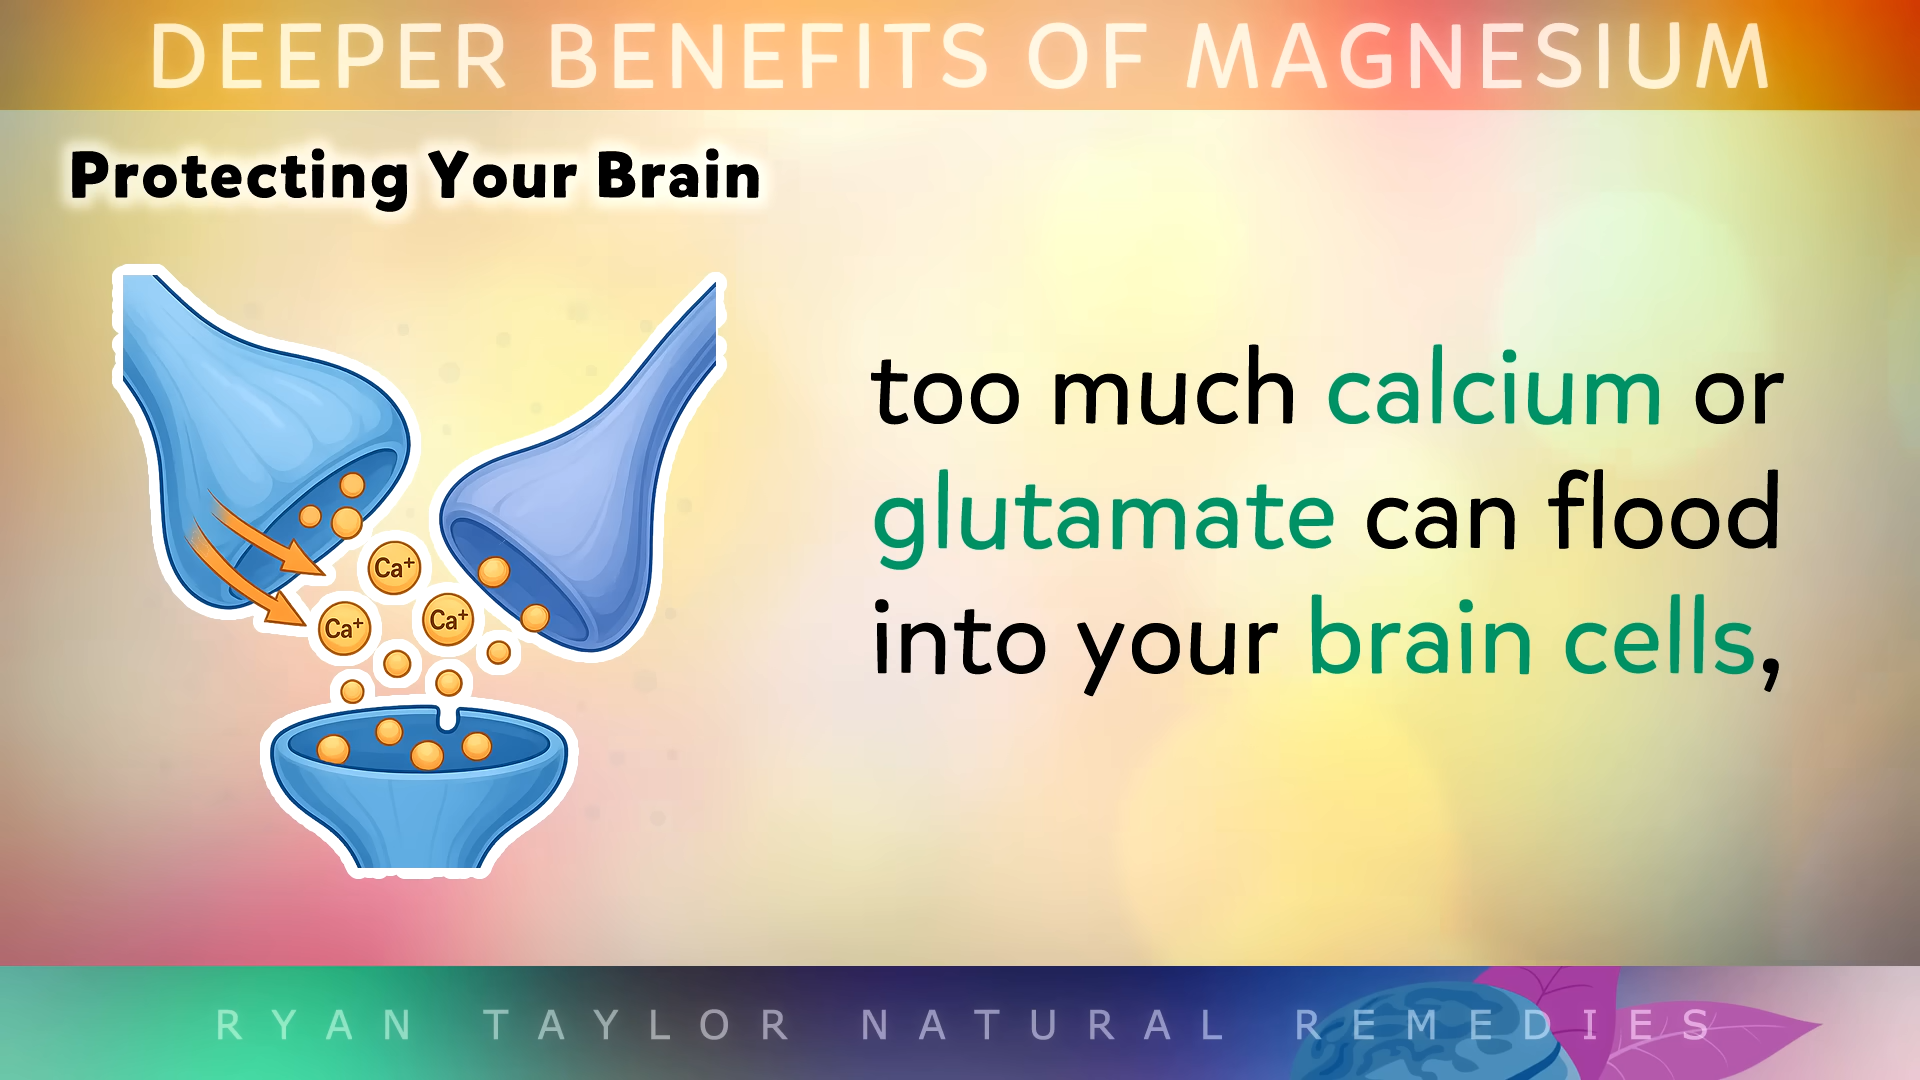 DEEPER BENEFITS OF MAGNESIUM
Protecting Your Brain
too much calcium or
glutamate can flood
into your brain cells,
Ca⁺
Ca⁺
Ca⁺
RYAN TAYLOR NATURAL REMEDIES